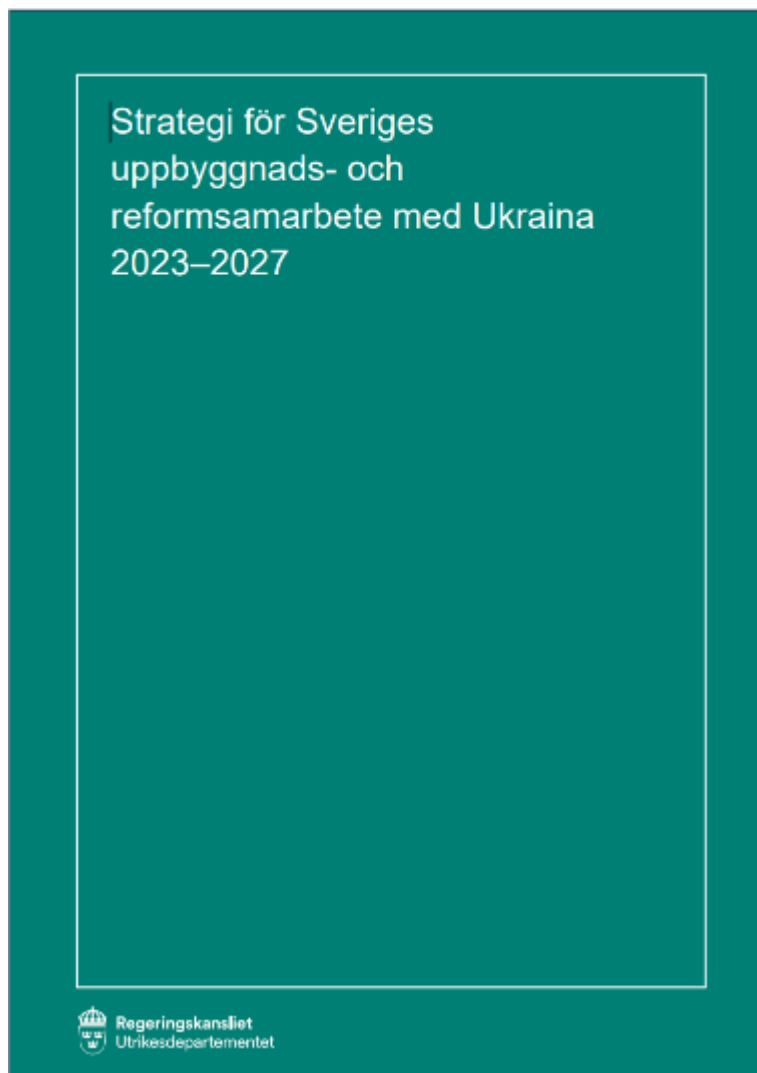 Strategi för Sveriges
uppbyggnads- och
reformsamarbete med Ukraina
2023–2027
Regeringskansliet
Utrikesdepartementet